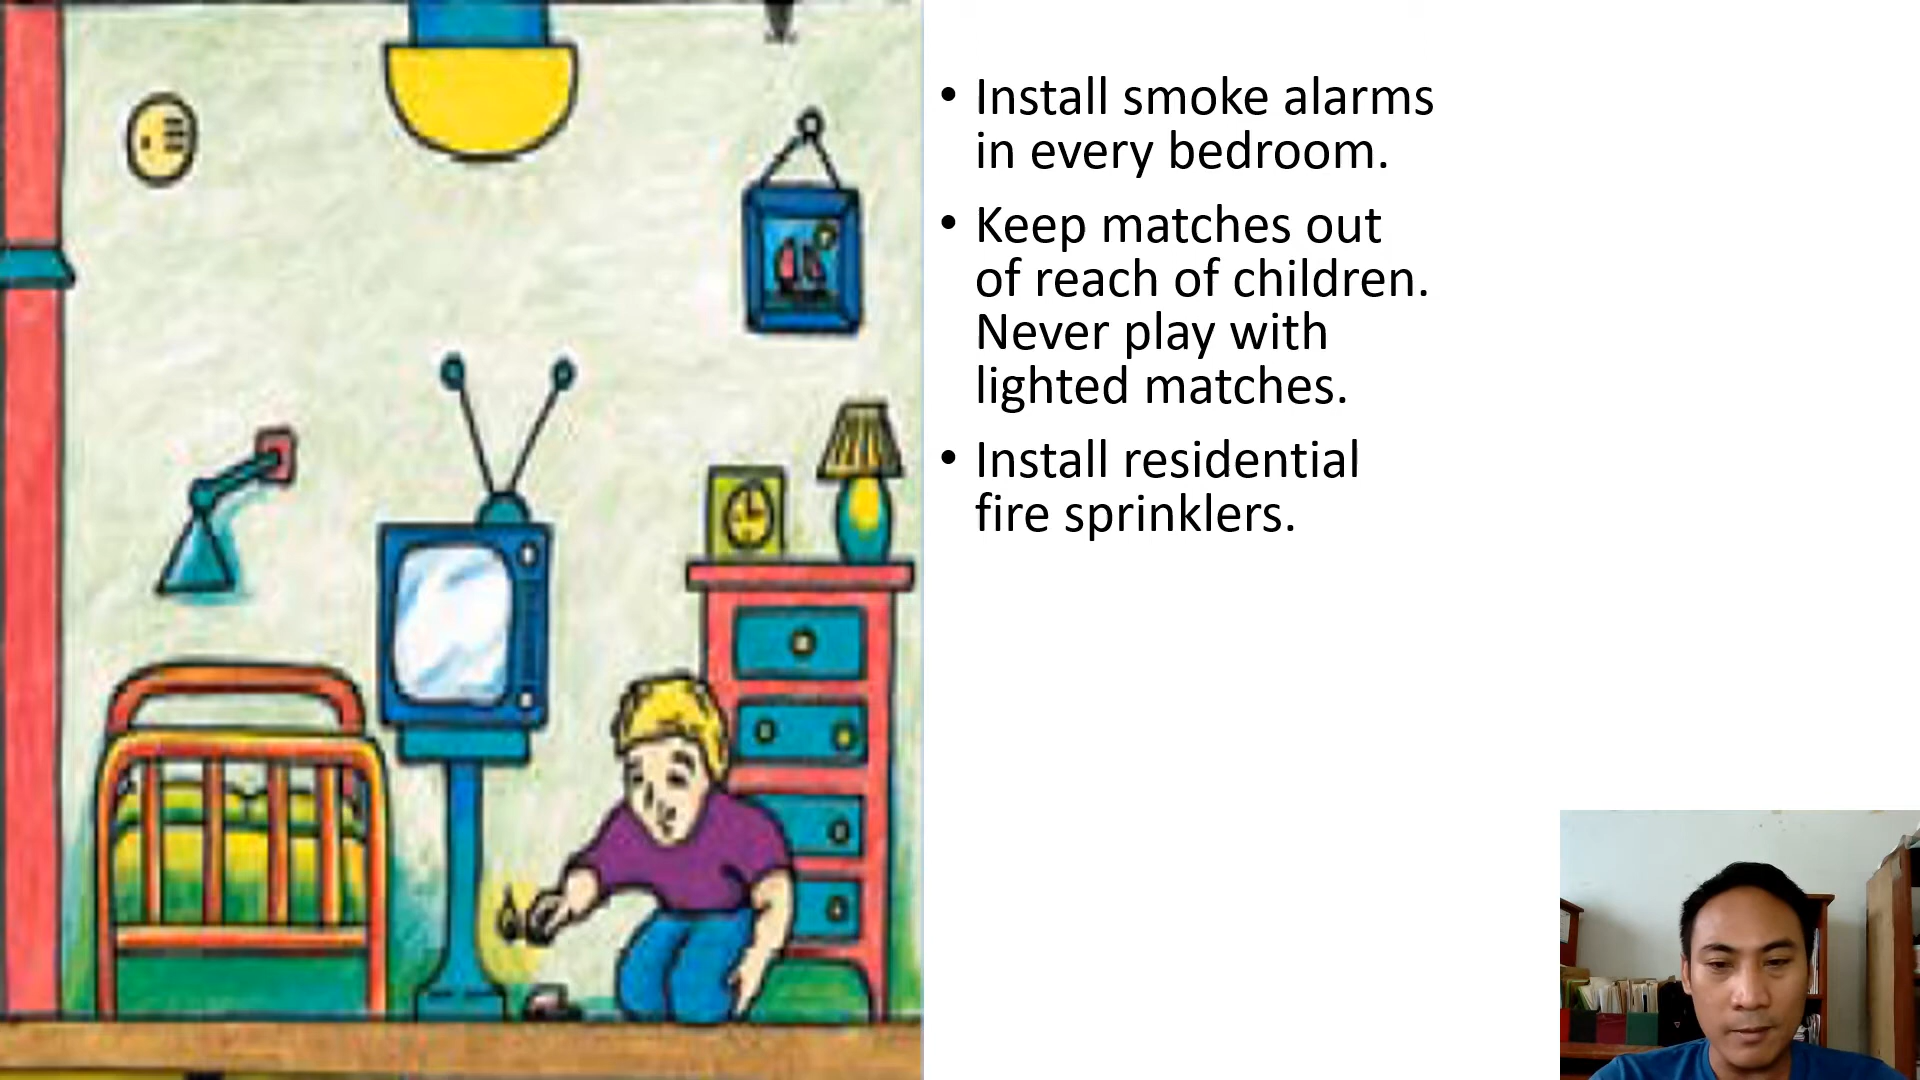 • Install smoke alarms
in every bedroom.
• Keep matches out
of reach of children.
Never play with
lighted matches.
• Install residential
fire sprinklers.